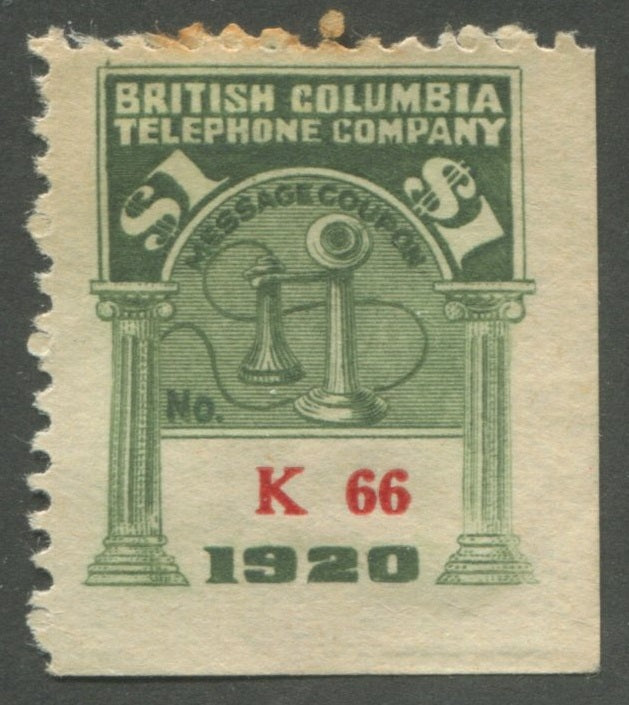 BRITISH COLUMBIA
TELEPHONE COMPANY
$1 $1
MESSAGE COUPON
No.
K 66
1920